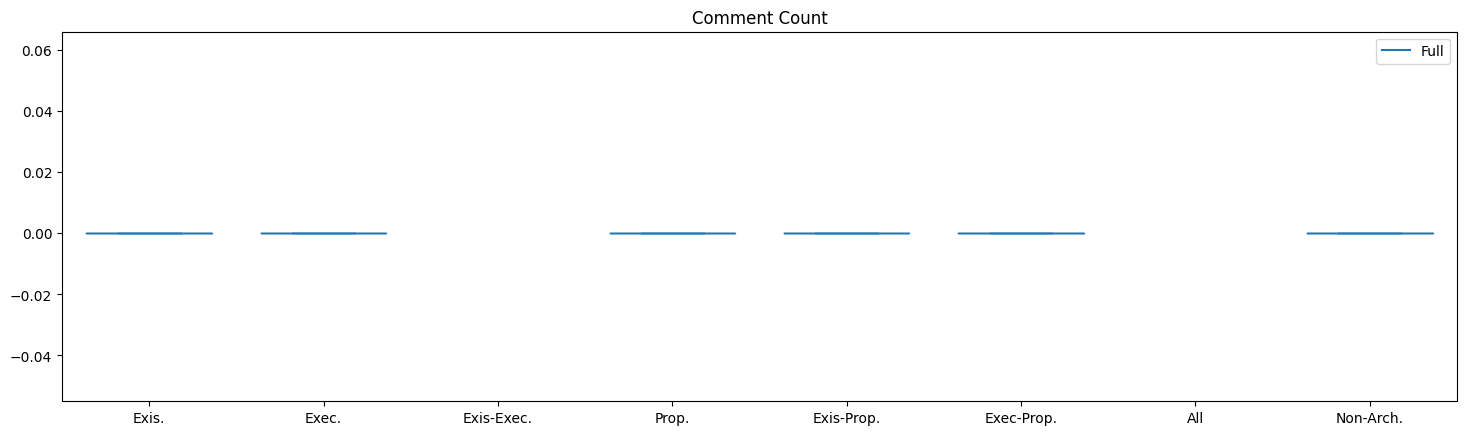 Comment Count
Full
0.06
0.04
0.02
0.00
−0.02
−0.04
Exis.
Exec.
Exis-Exec.
Prop.
Exis-Prop.
Exec-Prop.
All
Non-Arch.